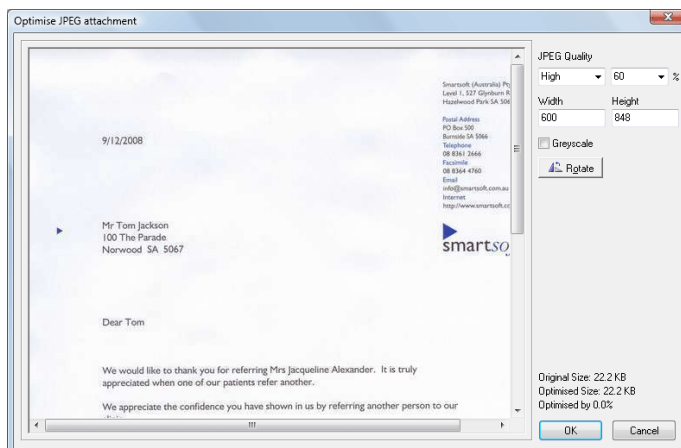 Optimise JPEG attachment
Smartsoft (Australia)
Level 1, 527 Glynburn
Hazelwood Park SA
Postal Address
PO Box 500
Burnside SA 5066
Telephone
08 8361 2666
Facsimile
08 8364 4760
Email
info@smartsoft.com.au
Internet
http://www.smartsoft.cc
smartso
9/12/2008
Mr Tom Jackson
100 The Parade
Norwood SA 5067
Dear Tom
We would like to thank you for referring Mrs Jacqueline Alexander. It is truly
appreciated when one of our patients refer another.
We appreciate the confidence you have shown in us by referring another person to our
JPEG Quality
High 60 %
Width Height
600 848
Greyscale
Rotate
Original Size: 22.2 KB
Optimised Size: 22.2 KB
Optimised by 0.0%
OK Cancel